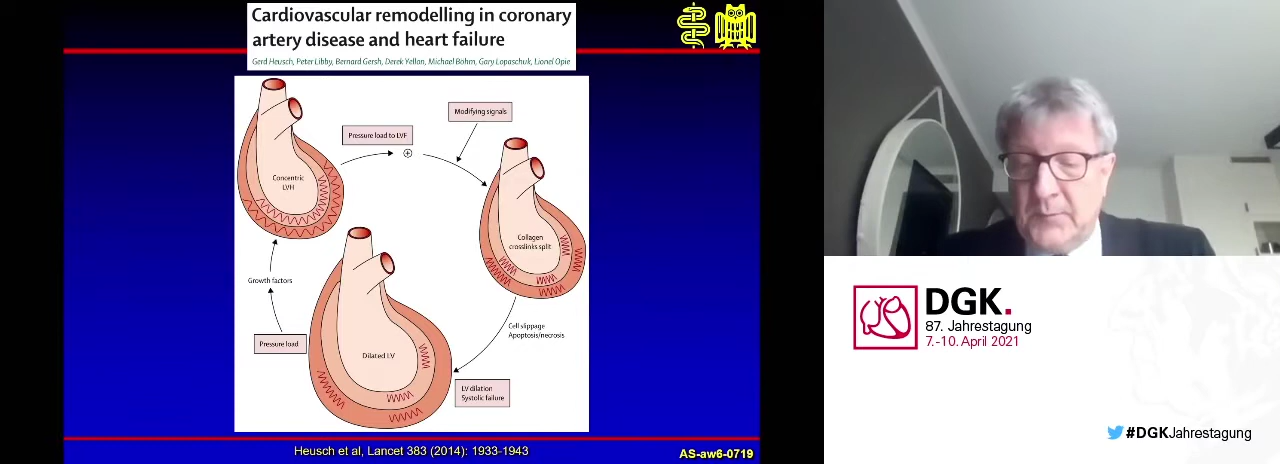 Cardiovascular remodelling in coronary
artery disease and heart failure
Gerd Heusch, Peter Libby, Bernard Gersh, Derek Yellon, Michael Böhm, Gary Lopaschuk, Lionel Opie
Modifying signals
Pressure load to LVF
+
Concentric
LVH
Collagen
crosslinks split
Growth factors
Cell slippage
Apoptosis/necrosis
Pressure load
Dilated LV
LV dilation
Systolic failure
Heusch et al, Lancet 383 (2014): 1933-1943
AS-aw6-0719
DGK.
87. Jahrestagung
7.-10. April 2021
#DGKJahrestagung